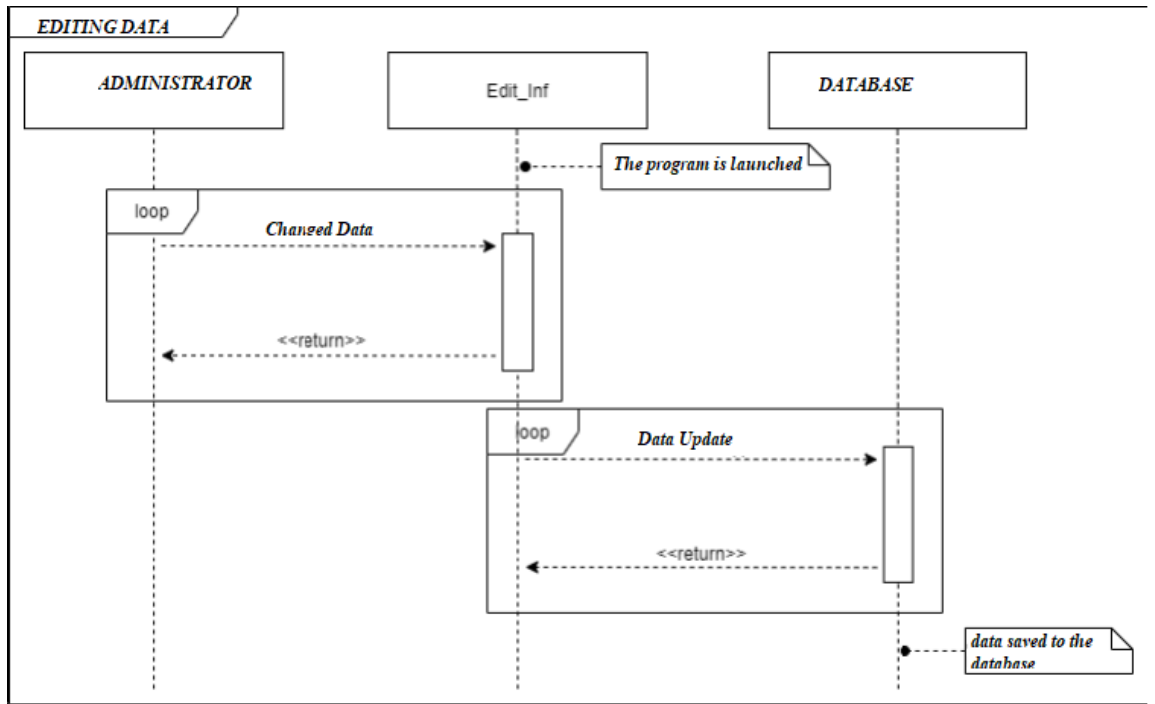 EDITING DATA
ADMINISTRATOR
Edit_Inf
DATABASE
The program is launched
loop
Changed Data
<<return>>
loop
Data Update
<<return>>
data saved to the
database